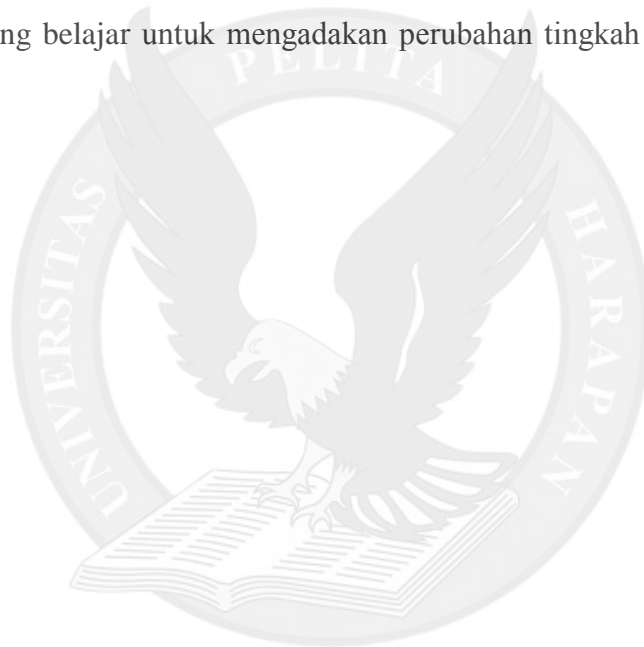 ng belajar untuk mengadakan perubahan tingkah
PELITA
UNIVERSITAS
HARAPAN